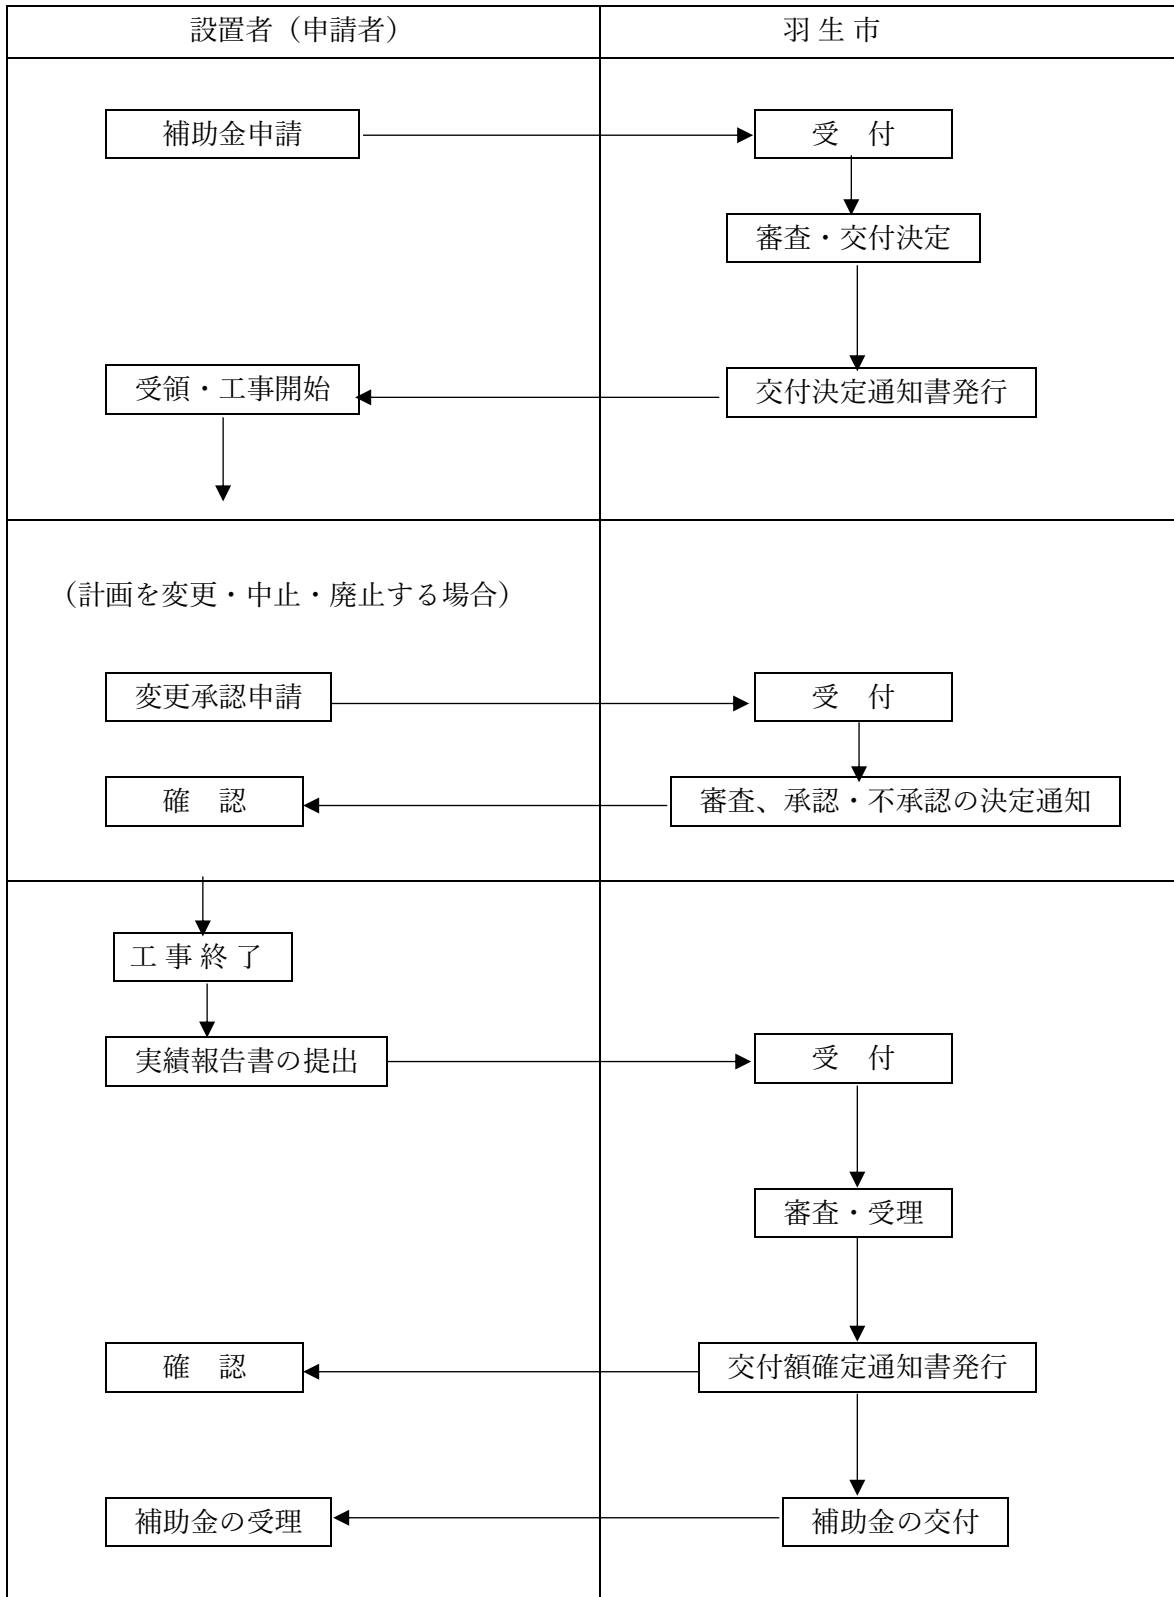 設置者（申請者）
羽 生 市
補助金申請
受　付
審査・交付決定
受領・工事開始
交付決定通知書発行
（計画を変更・中止・廃止する場合）
変更承認申請
受　付
確　認
審査、承認・不承認の決定通知
工 事 終 了
実績報告書の提出
受　付
審査・受理
確　認
交付額確定通知書発行
補助金の受理
補助金の交付